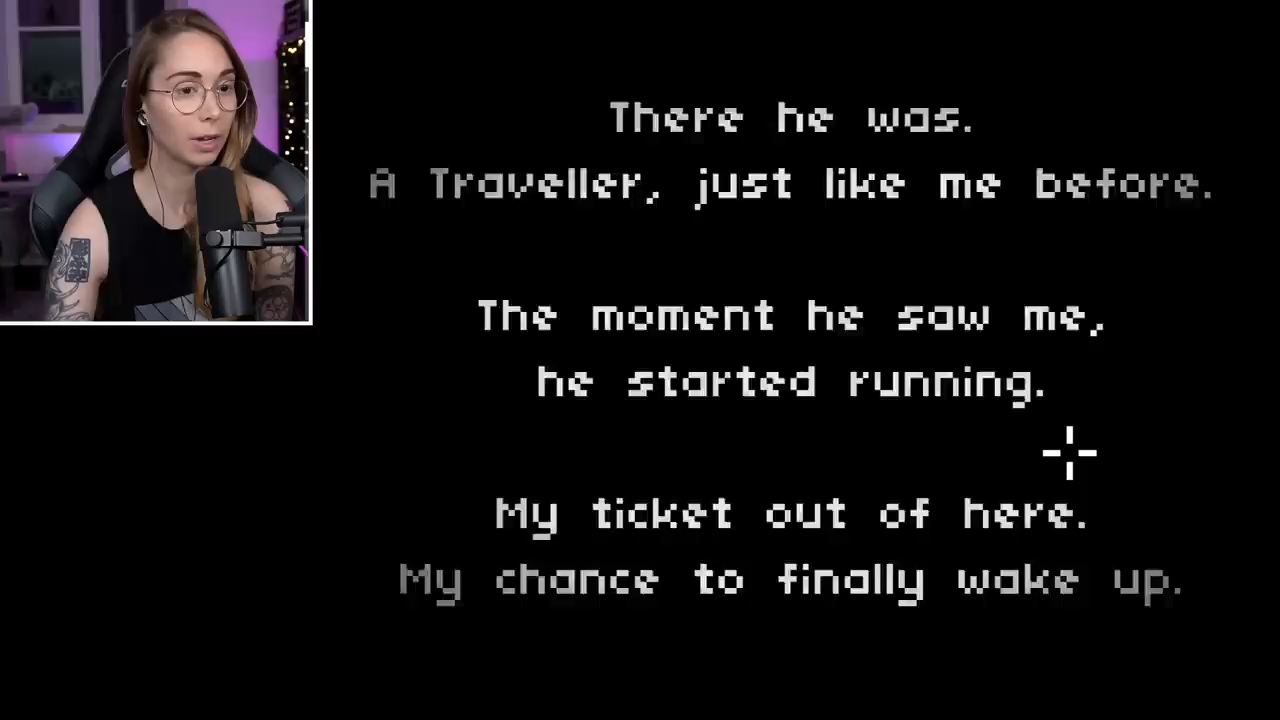 There he was.
A Traveller, just like me before.
The moment he saw me,
he started running.
My ticket out of here.
My chance to finally wake up.